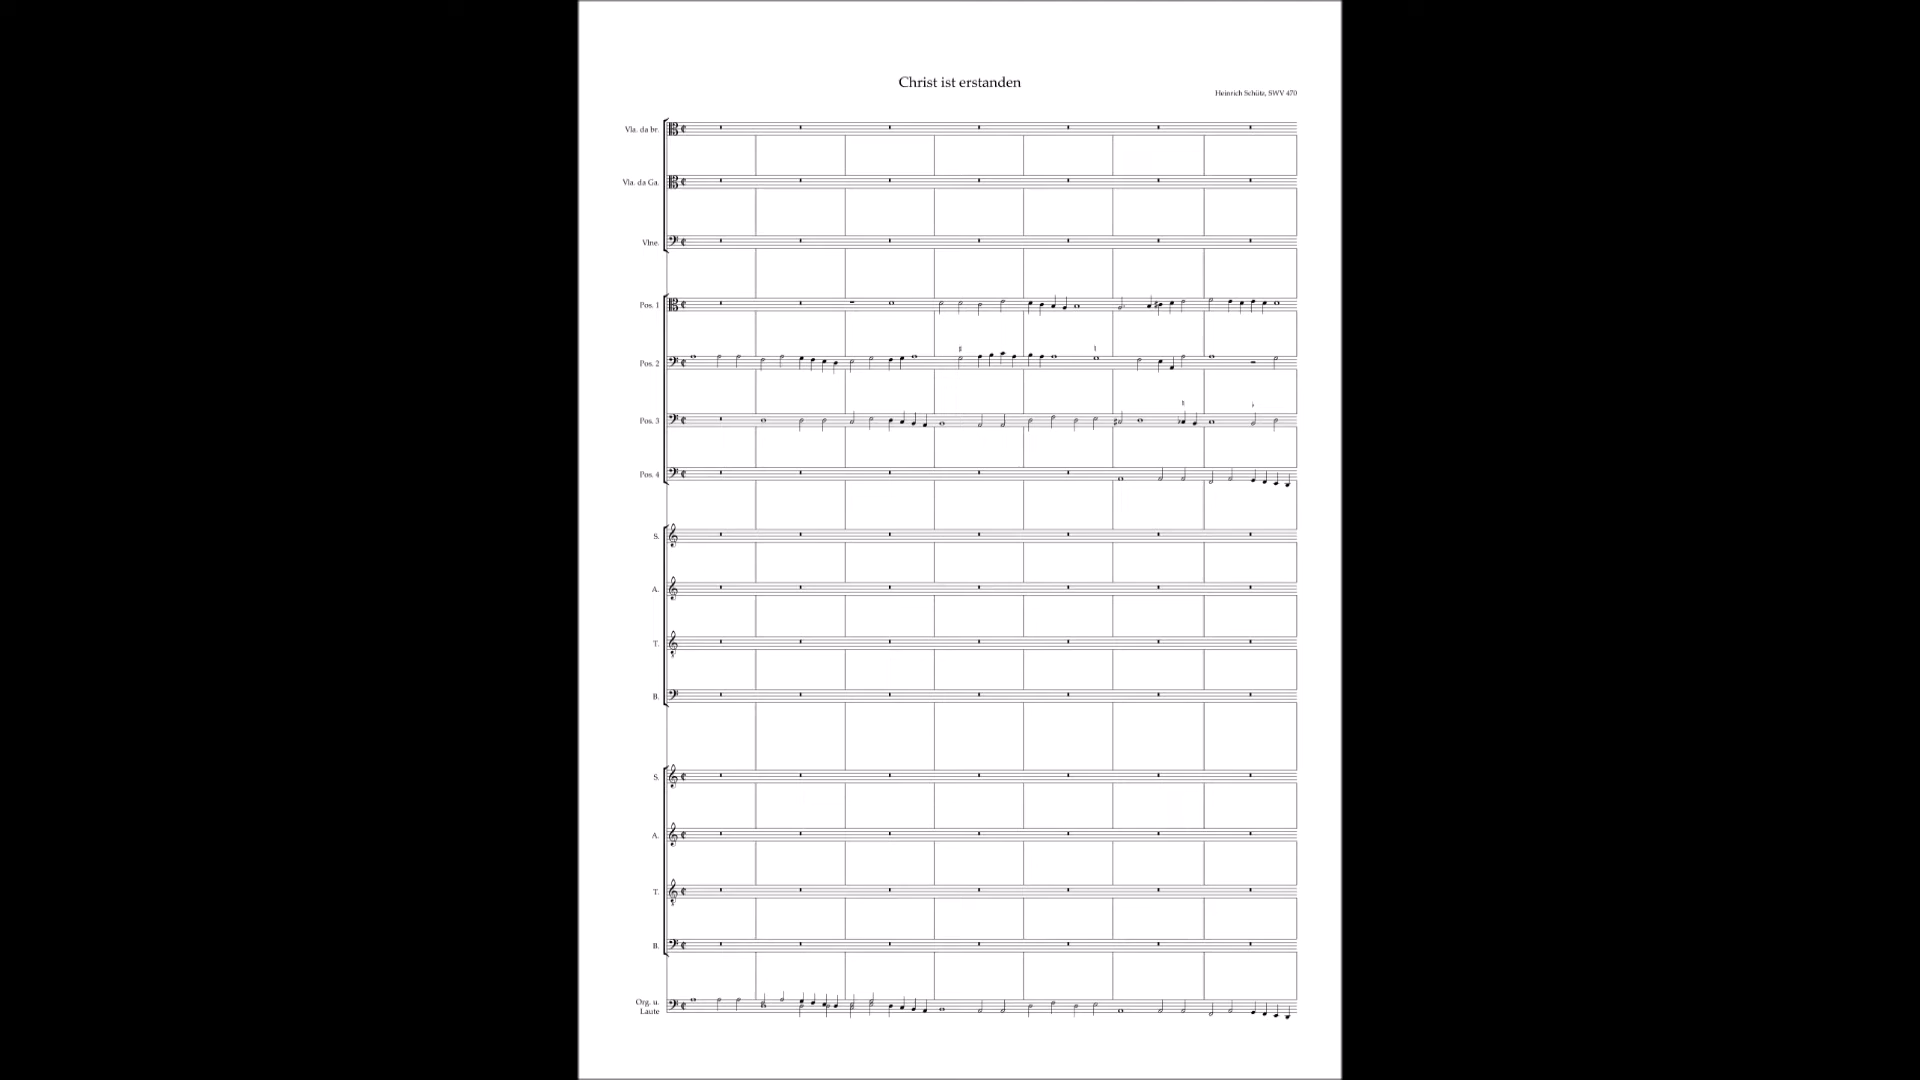 Christ ist erstanden
Heinrich Schütz, SWV 470
Vla. da br.
Vla. da Ga.
Vlne.
Pos. 1
Pos. 2
Pos. 3
Pos. 4
S.
A.
T.
B.
S.
A.
T.
B.
Org. u.
Laute